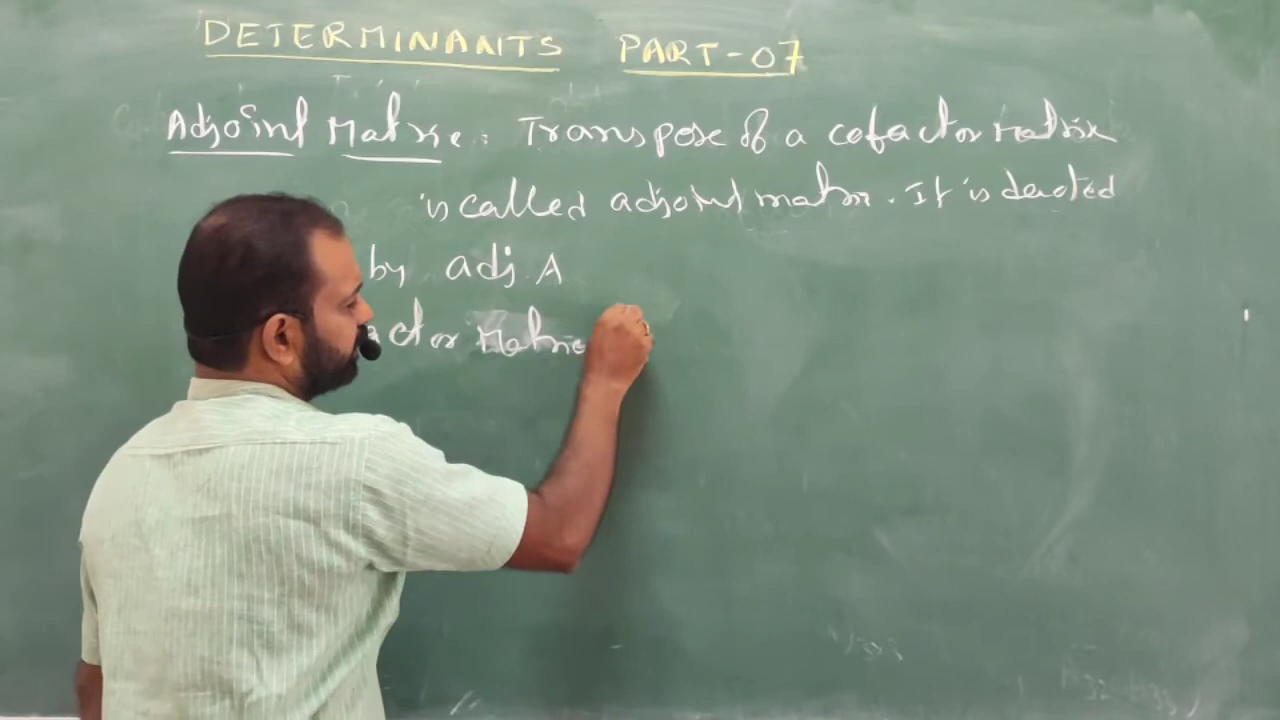 DETERMINANTS PART-07
Adjoint Matrix: Transpose of a cofactor Matrix
is called adjoint matrix. It is denoted
by adj A
actor Matrix